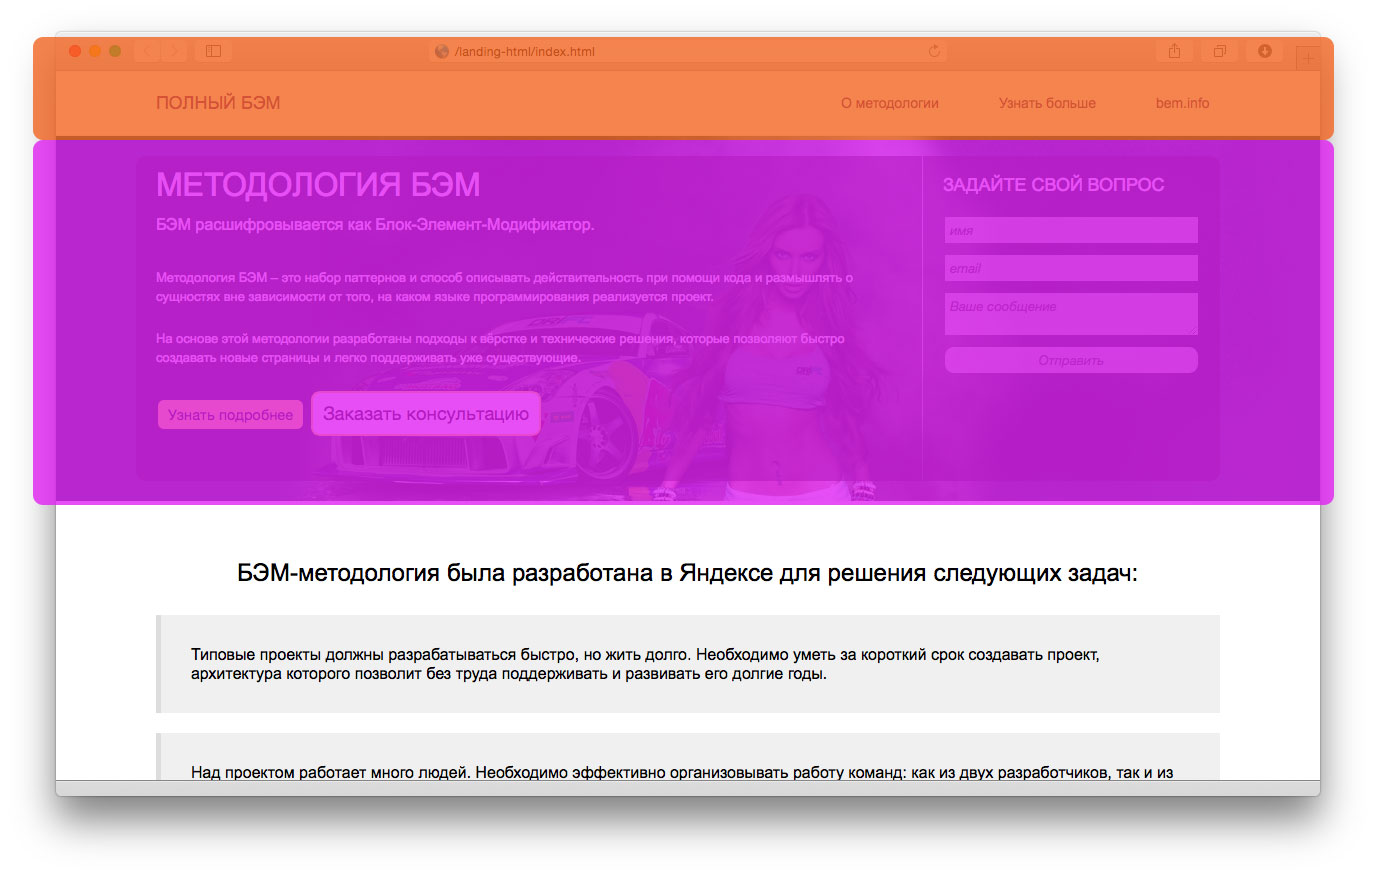 /landing-html/index.html
ПОЛНЫЙ БЭМ
О методологии
Узнать больше
bem.info
МЕТОДОЛОГИЯ БЭМ
БЭМ расшифровывается как Блок-Элемент-Модификатор.
Методология БЭМ – это набор паттернов и способ описывать действительность при помощи кода и размышлять о
сущностях вне зависимости от того, на каком языке программирования реализуется проект.
На основе этой методологии разработаны подходы к вёрстке и технические решения, которые позволяют быстро
создавать новые страницы и легко поддерживать уже существующие.
Узнать подробнее
Заказать консультацию
ЗАДАЙТЕ СВОЙ ВОПРОС
имя
email
Ваше сообщение
Отправить
БЭМ-методология была разработана в Яндексе для решения следующих задач:
Типовые проекты должны разрабатываться быстро, но жить долго. Необходимо уметь за короткий срок создавать проект,
архитектура которого позволит без труда поддерживать и развивать его долгие годы.
Над проектом работает много людей. Необходимо эффективно организовывать работу команд: как из двух разработчиков, так и из